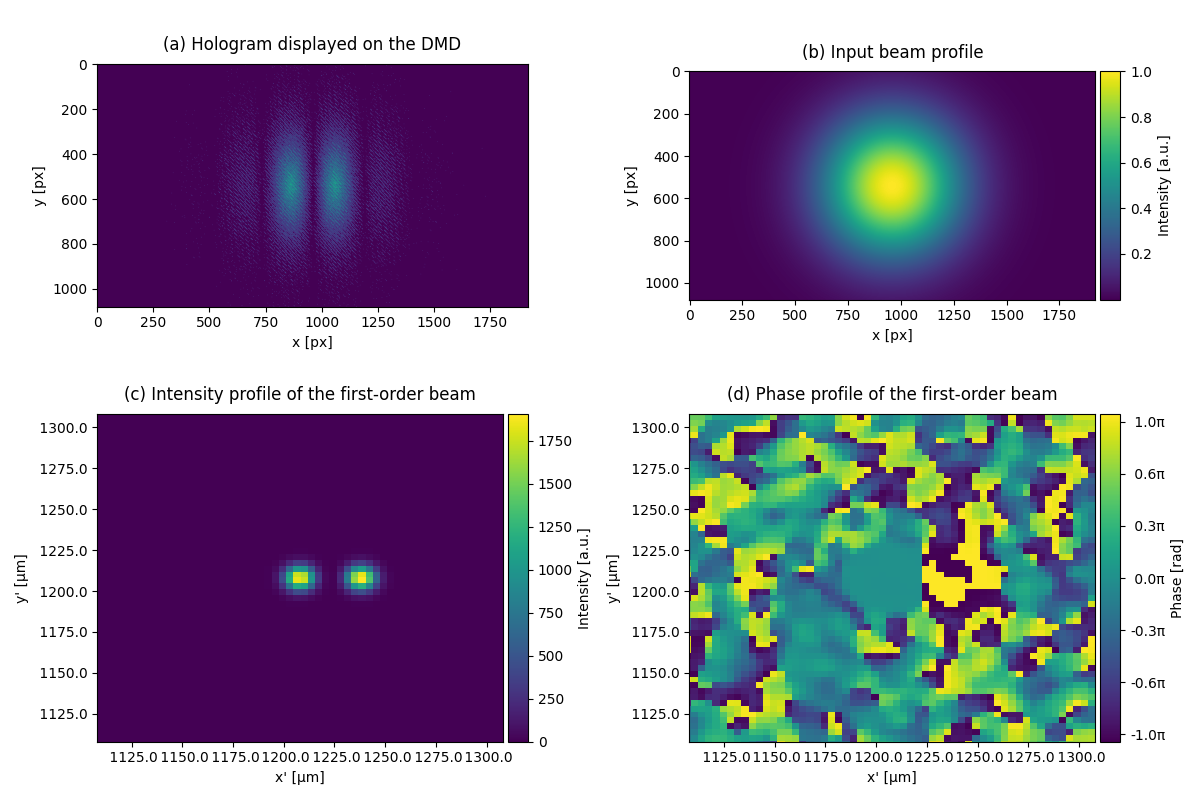 (a) Hologram displayed on the DMD
0
200
400
600
800
1000
y [px]
0 250 500 750 1000 1250 1500 1750
x [px]
(b) Input beam profile
0
200
400
600
800
1000
y [px]
0 250 500 750 1000 1250 1500 1750
x [px]
1.0
0.8
0.6
0.4
0.2
Intensity [a.u.]
(c) Intensity profile of the first-order beam
1300.0
1275.0
1250.0
1225.0
1200.0
1175.0
1150.0
1125.0
y' [µm]
1125.0 1150.0 1175.0 1200.0 1225.0 1250.0 1275.0 1300.0
x' [µm]
1750
1500
1250
1000
750
500
250
0
Intensity [a.u.]
(d) Phase profile of the first-order beam
1300.0
1275.0
1250.0
1225.0
1200.0
1175.0
1150.0
1125.0
y' [µm]
1125.0 1150.0 1175.0 1200.0 1225.0 1250.0 1275.0 1300.0
x' [µm]
1.0π
0.6π
0.3π
0.0π
-0.3π
-0.6π
-1.0π
Phase [rad]